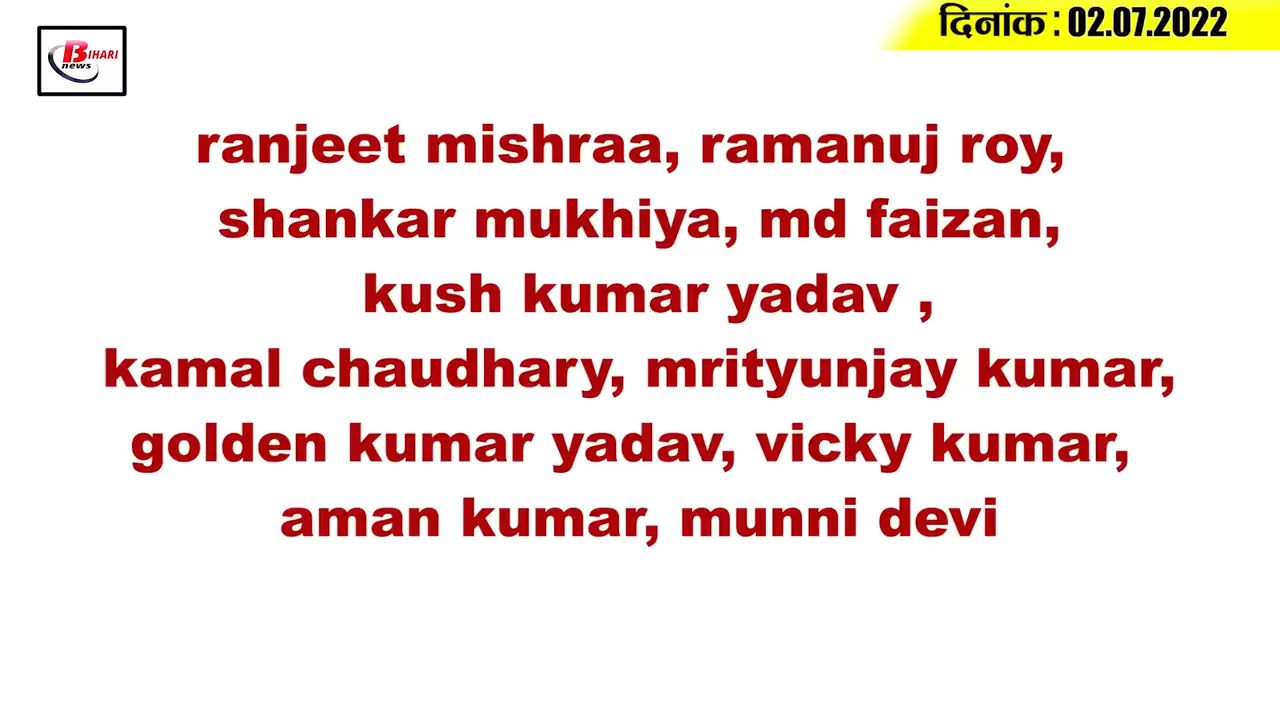 दिनांक : 02.07.2022
BIHARI
news
ranjeet mishraa, ramanuj roy,
shankar mukhiya, md faizan,
kush kumar yadav ,
kamal chaudhary, mrityunjay kumar,
golden kumar yadav, vicky kumar,
aman kumar, munni devi